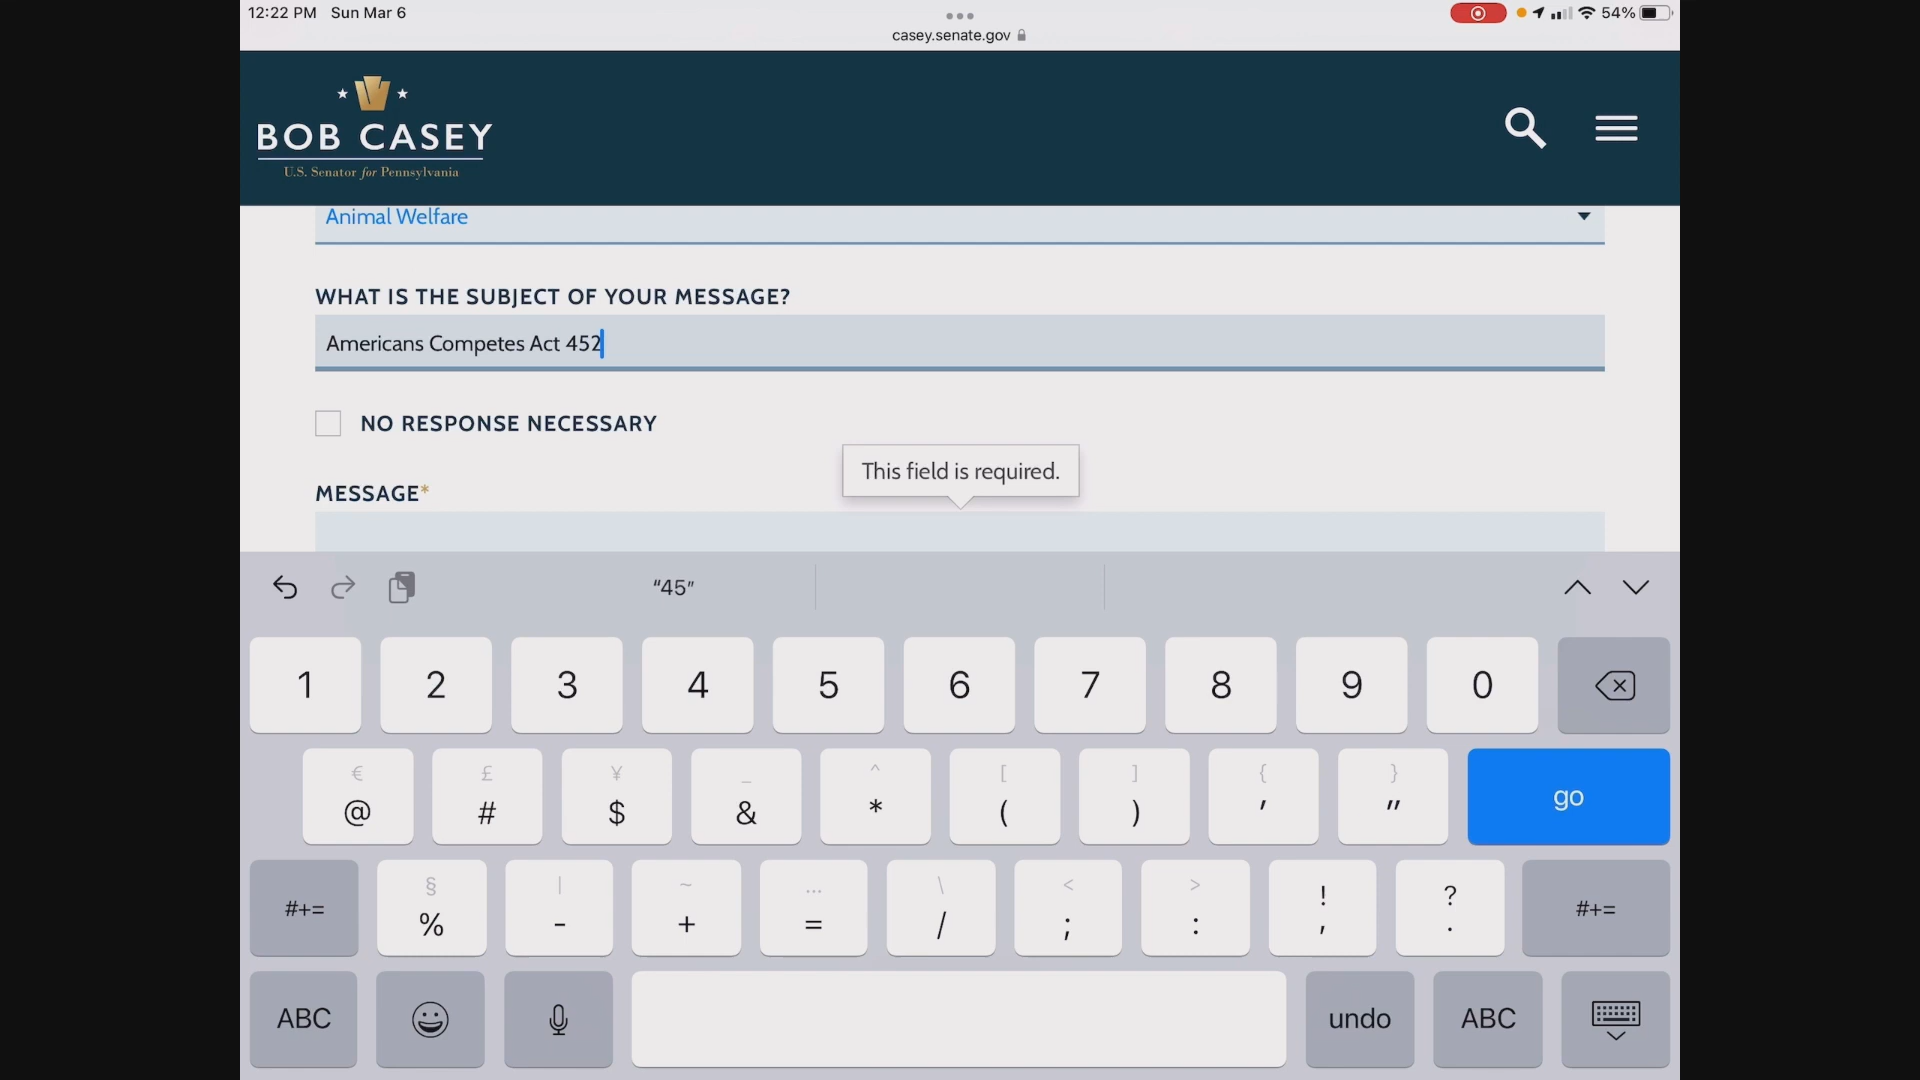 12:22 PM Sun Mar 6
54%
casey.senate.gov
BOB CASEY
U.S. Senator for Pennsylvania
Animal Welfare
WHAT IS THE SUBJECT OF YOUR MESSAGE?
Americans Competes Act 452
NO RESPONSE NECESSARY
This field is required.
MESSAGE*
“45”
1 2 3 4 5 6 7 8 9 0
€ £ ¥ _ ^ [ ] { }
@ # $ & * ( ) ' " go
§ | ~ … \ < > ! ?
#+= % - + = / ; : , . #+=
ABC undo ABC